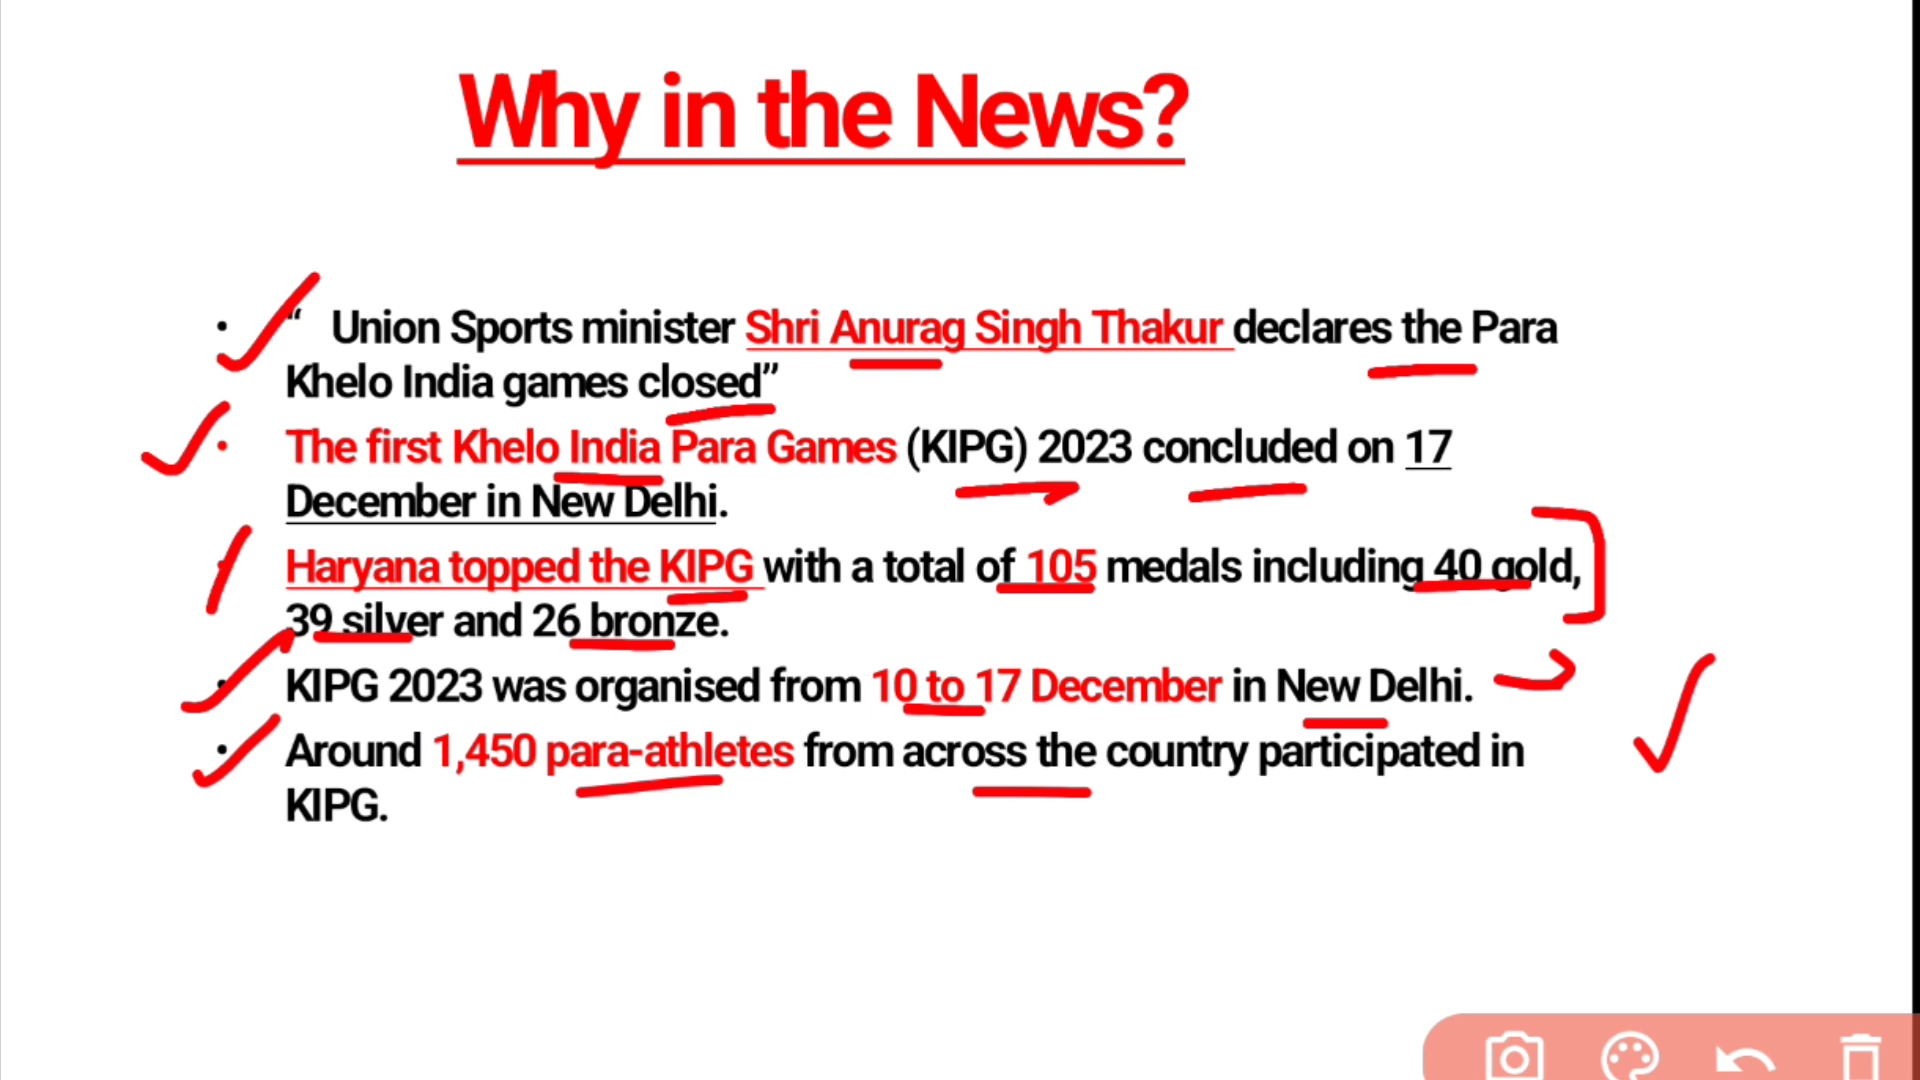 Why in the News?
• “ Union Sports minister Shri Anurag Singh Thakur declares the Para
Khelo India games closed”
• The first Khelo India Para Games (KIPG) 2023 concluded on 17
December in New Delhi.
• Haryana topped the KIPG with a total of 105 medals including 40 gold,
39 silver and 26 bronze.
• KIPG 2023 was organised from 10 to 17 December in New Delhi.
• Around 1,450 para-athletes from across the country participated in
KIPG.